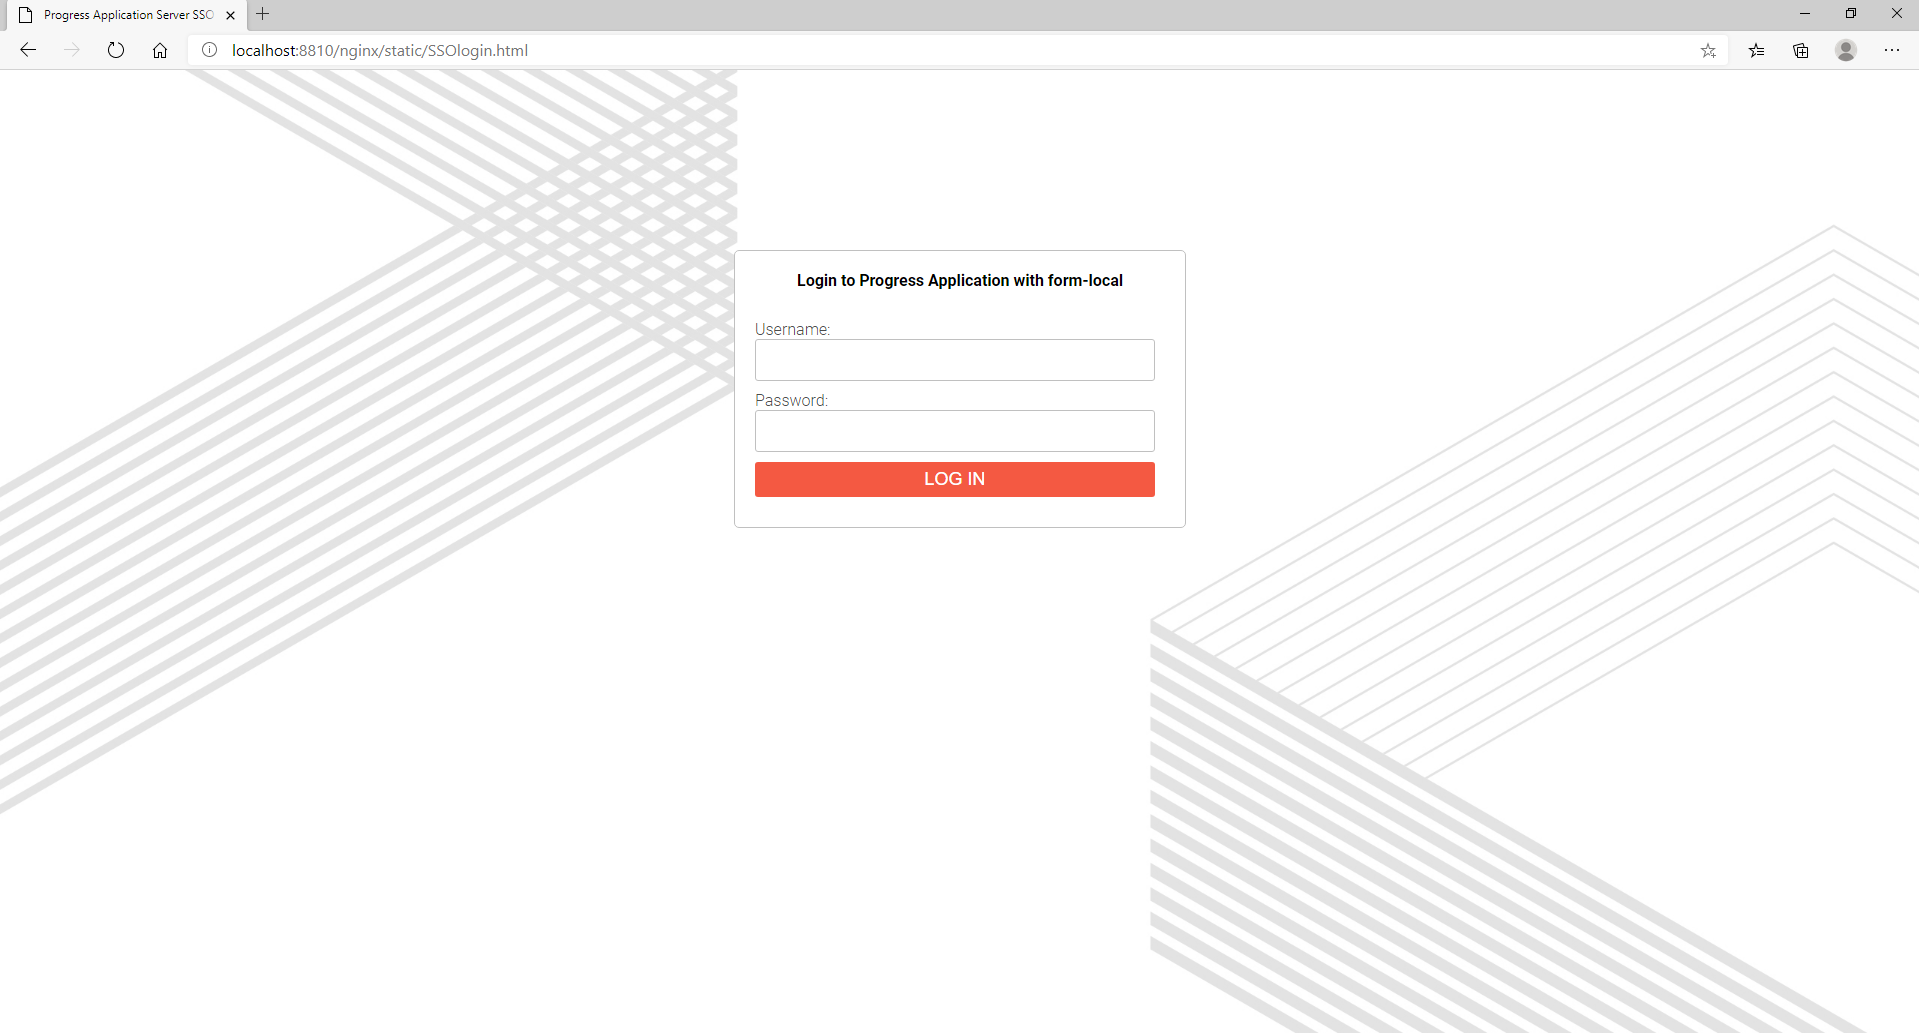 Progress Application Server SSO
localhost:8810/nginx/static/SSOlogin.html
Login to Progress Application with form-local
Username:
Password:
LOG IN